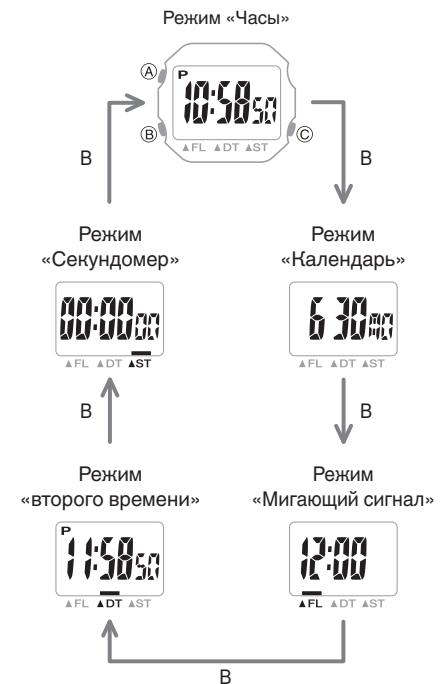 Режим «Часы»
A
P
10:58 50
B
C
▲FL ▲DT ▲ST
B
B
Режим
«Секундомер»
Режим
«Календарь»
00:00 00
6 30 MO
▲FL ▲DT ▲ST
▲FL ▲DT ▲ST
B
B
Режим
«второго времени»
Режим
«Мигающий сигнал»
P
11:58 50
12:00
▲FL ▲DT ▲ST
▲FL ▲DT ▲ST
B